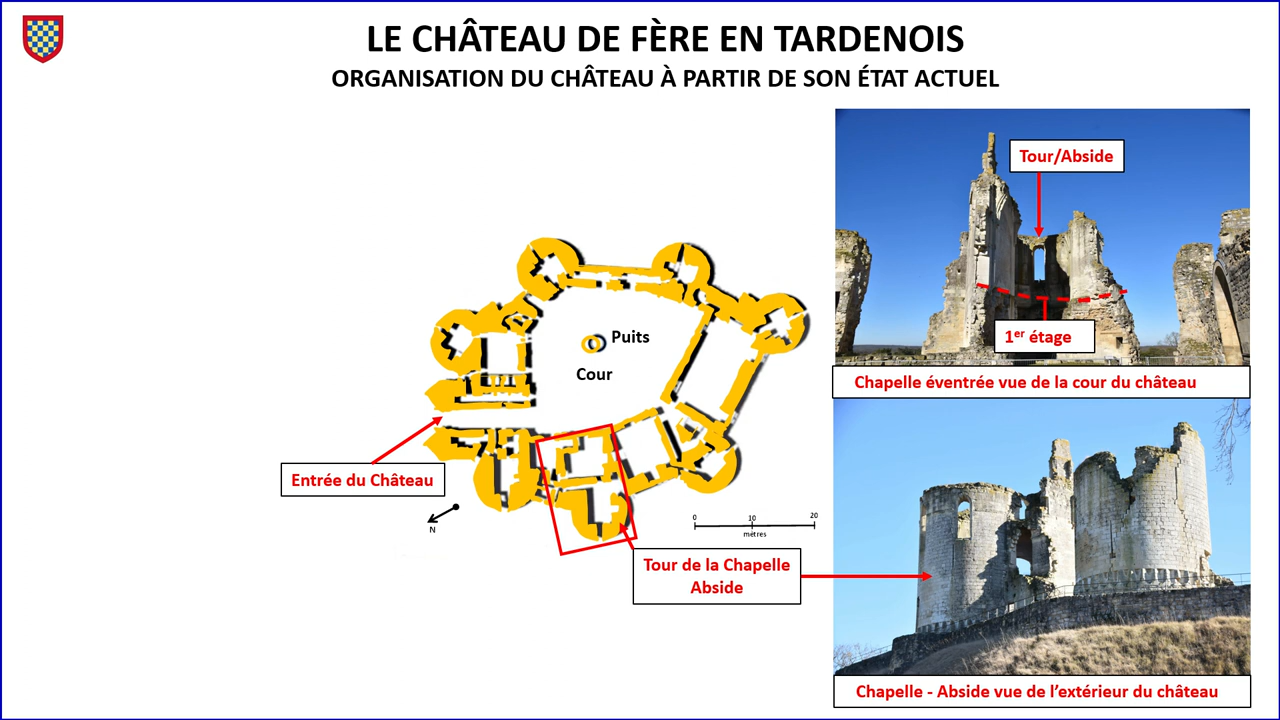 LE CHÂTEAU DE FÈRE EN TARDENOIS
ORGANISATION DU CHÂTEAU À PARTIR DE SON ÉTAT ACTUEL
Tour/Abside
1er étage
Chapelle éventrée vue de la cour du château
Puits
Cour
Entrée du Château
N
0 10 20
mètres
Tour de la Chapelle
Abside
Chapelle - Abside vue de l'extérieur du château